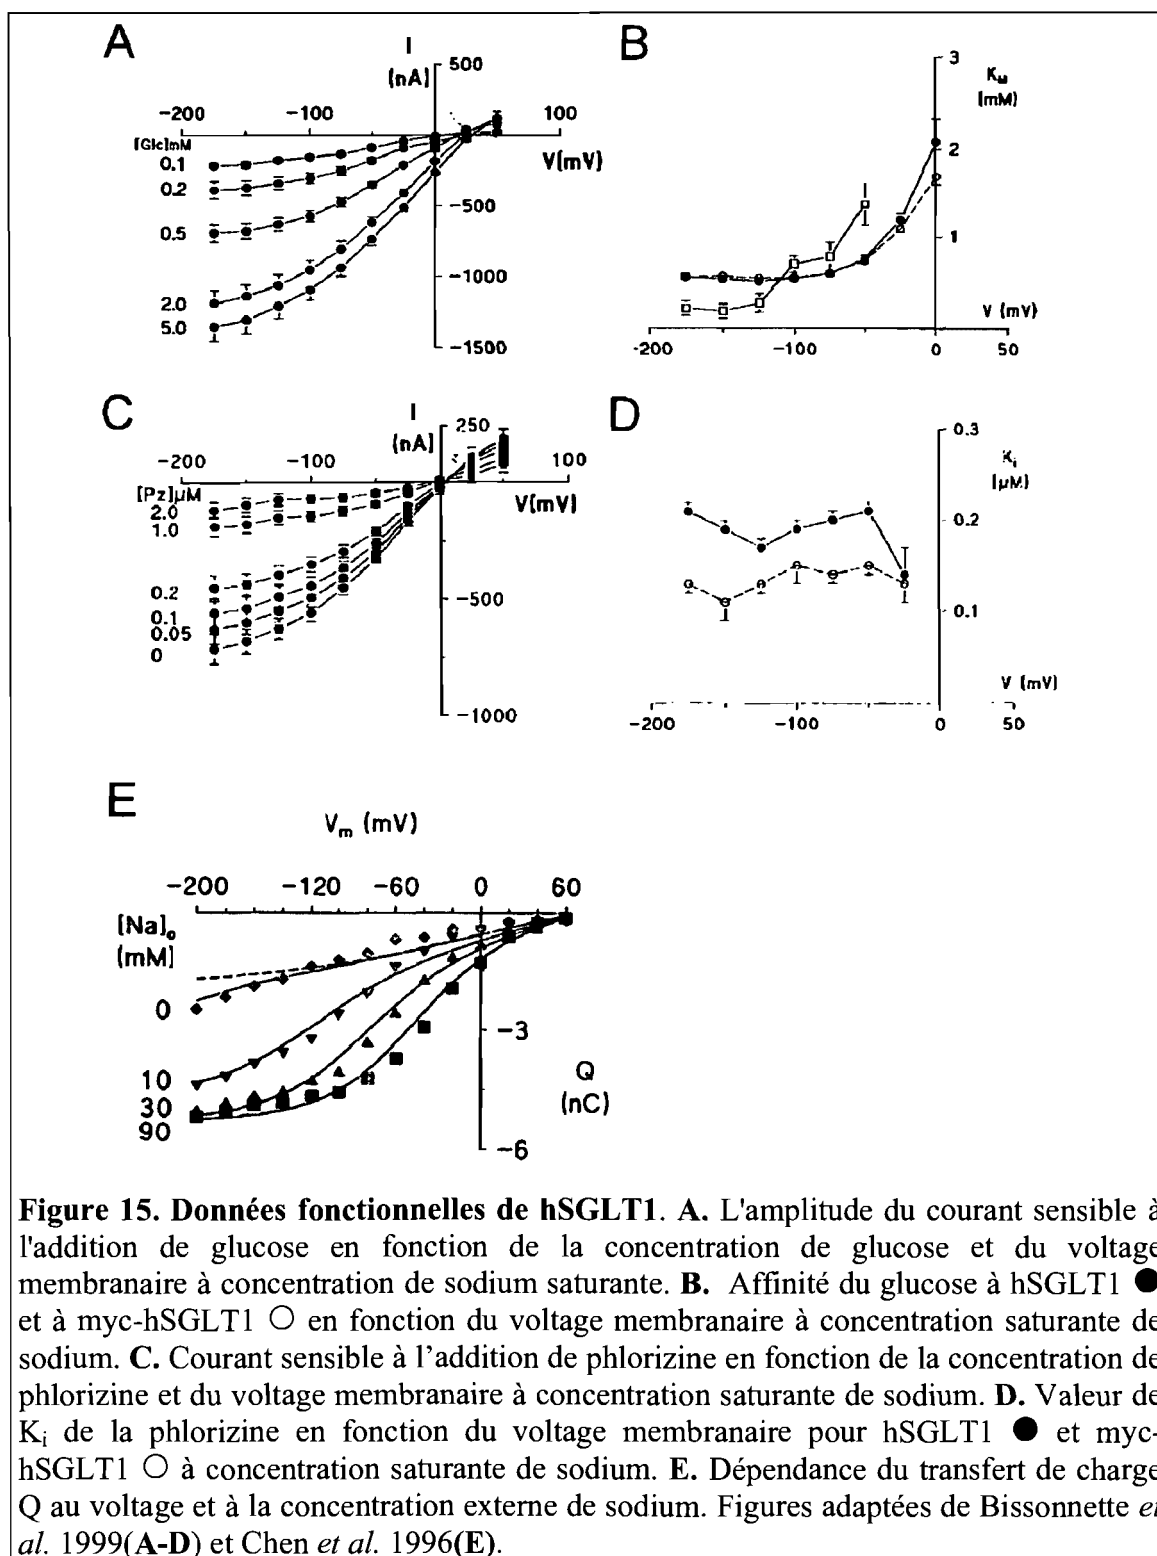 A
I
(nA)
500
-200
-100
100
V(mV)
[Glc]mM
0.1
0.2
0.5
2.0
5.0
-500
-1000
-1500
B
3
K_M
(mM)
2
1
V (mV)
-200
-100
0
50
C
I
(nA)
250
-200
-100
100
V(mV)
[Pz]µM
2.0
1.0
0.2
0.1
0.05
0
-500
-1000
D
0.3
K_i
(µM)
0.2
0.1
V (mV)
-200
-100
0
50
E
V_m (mV)
-200
-120
-60
0
60
[Na]_o
(mM)
0
10
30
90
-3
Q
(nC)
-6
Figure 15. Données fonctionnelles de hSGLT1. A. L'amplitude du courant sensible à
l'addition de glucose en fonction de la concentration de glucose et du voltage
membranaire à concentration de sodium saturante. B. Affinité du glucose à hSGLT1 ●
et à myc-hSGLT1 ○ en fonction du voltage membranaire à concentration saturante de
sodium. C. Courant sensible à l'addition de phlorizine en fonction de la concentration de
phlorizine et du voltage membranaire à concentration saturante de sodium. D. Valeur de
K_i de la phlorizine en fonction du voltage membranaire pour hSGLT1 ● et myc-
hSGLT1 ○ à concentration saturante de sodium. E. Dépendance du transfert de charge
Q au voltage et à la concentration externe de sodium. Figures adaptées de Bissonnette et
al. 1999(A-D) et Chen et al. 1996(E).